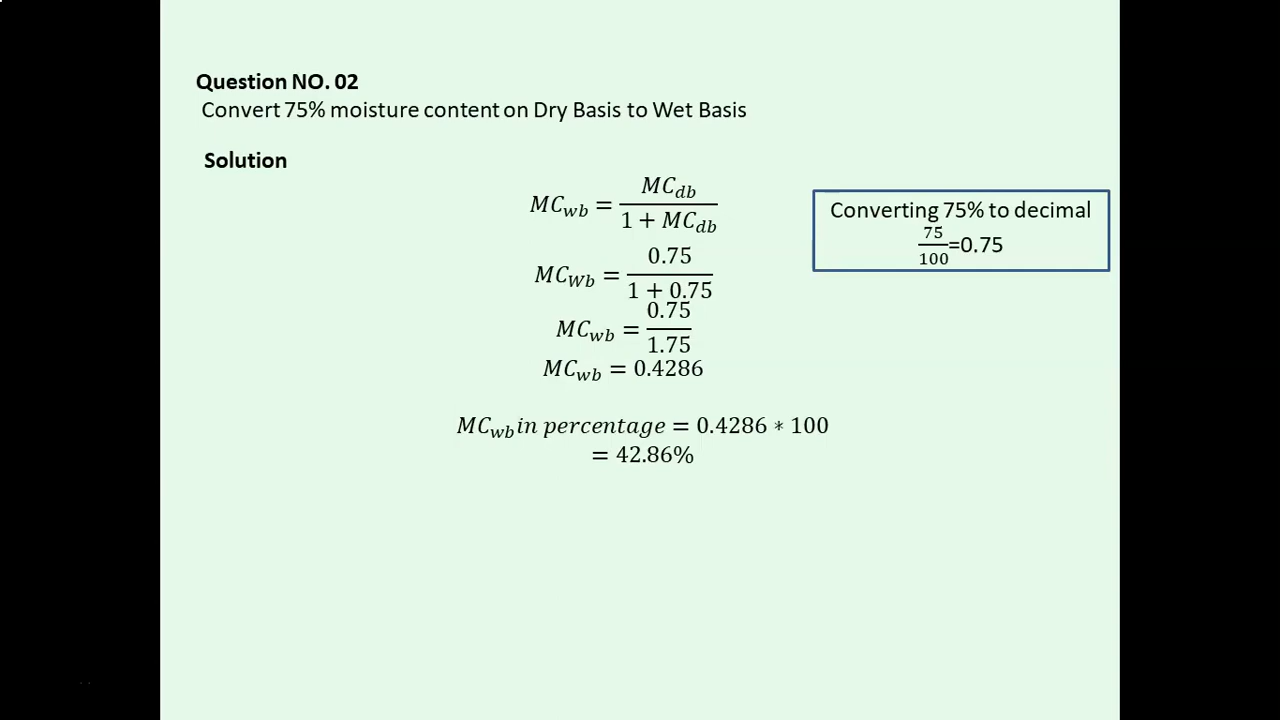 Question NO. 02
Convert 75% moisture content on Dry Basis to Wet Basis
Solution
MC_wb = MC_db / (1 + MC_db)
Converting 75% to decimal
75/100=0.75
MC_Wb = 0.75 / (1 + 0.75)
MC_wb = 0.75 / 1.75
MC_wb = 0.4286
MC_wb in percentage = 0.4286 ∗ 100
= 42.86%